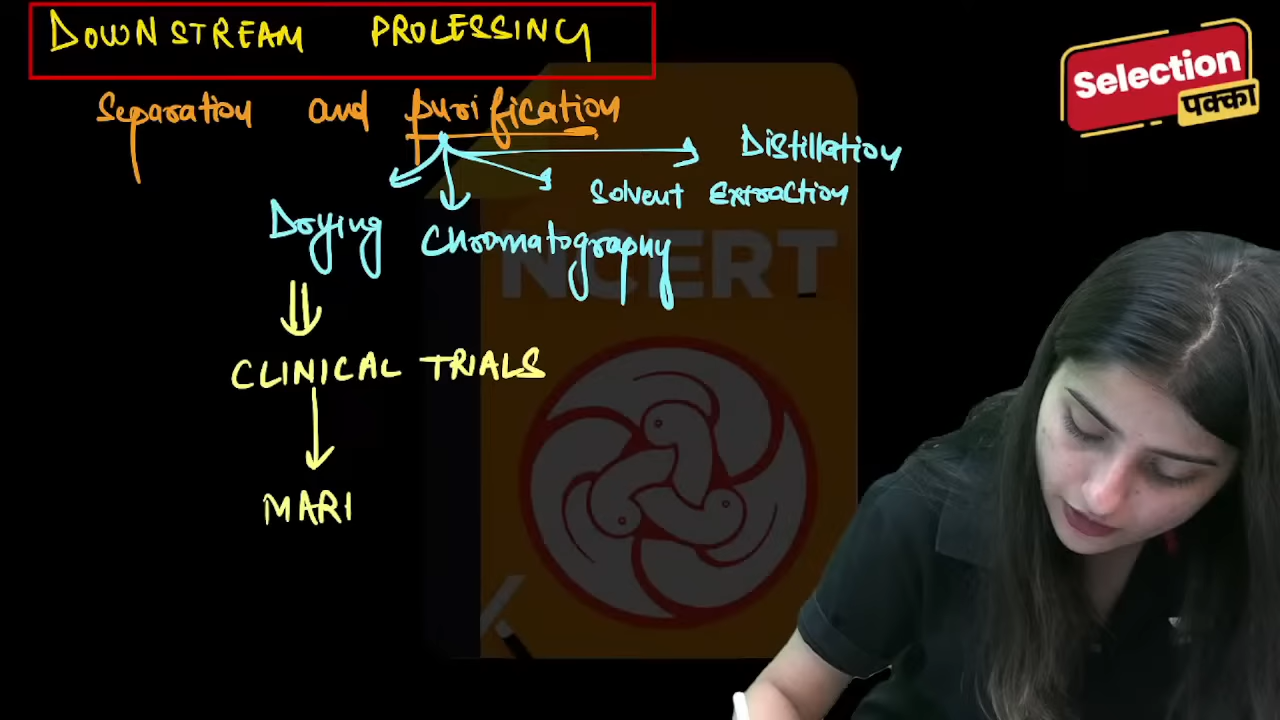 DOWNSTREAM PROCESSING
Separation and purification
Distillation
Solvent Extraction
Drying Chromatography
CLINICAL TRIALS
MARI
NCERT
Selection
पक्का